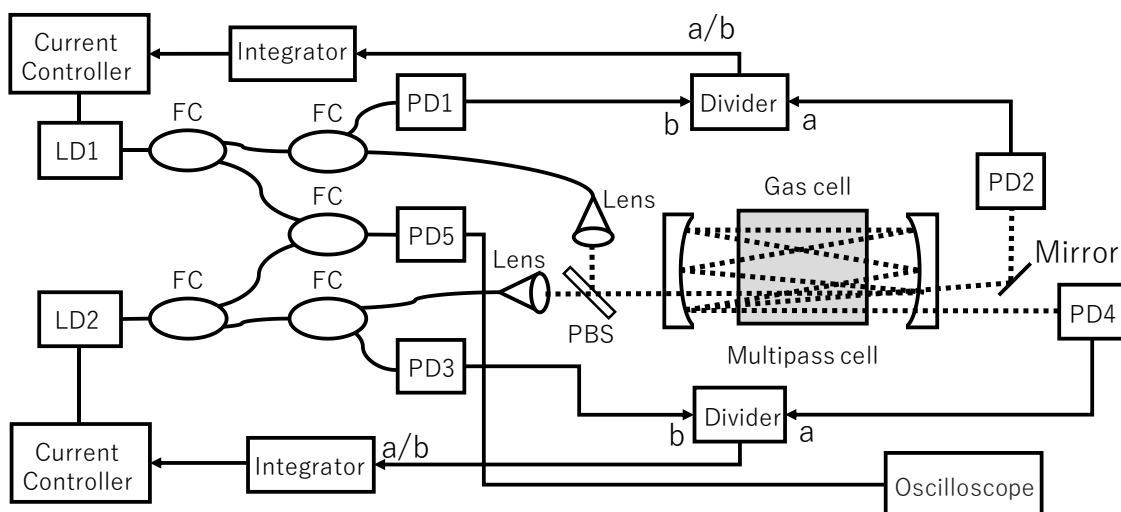 a/b
Current
Controller
Integrator
FC
FC
PD1
Divider
b
a
LD1
PD2
Gas cell
FC
Lens
PD5
Lens
Mirror
FC
FC
LD2
PBS
PD4
Multipass cell
PD3
Divider
b
a
Current
Controller
Integrator
a/b
Oscilloscope